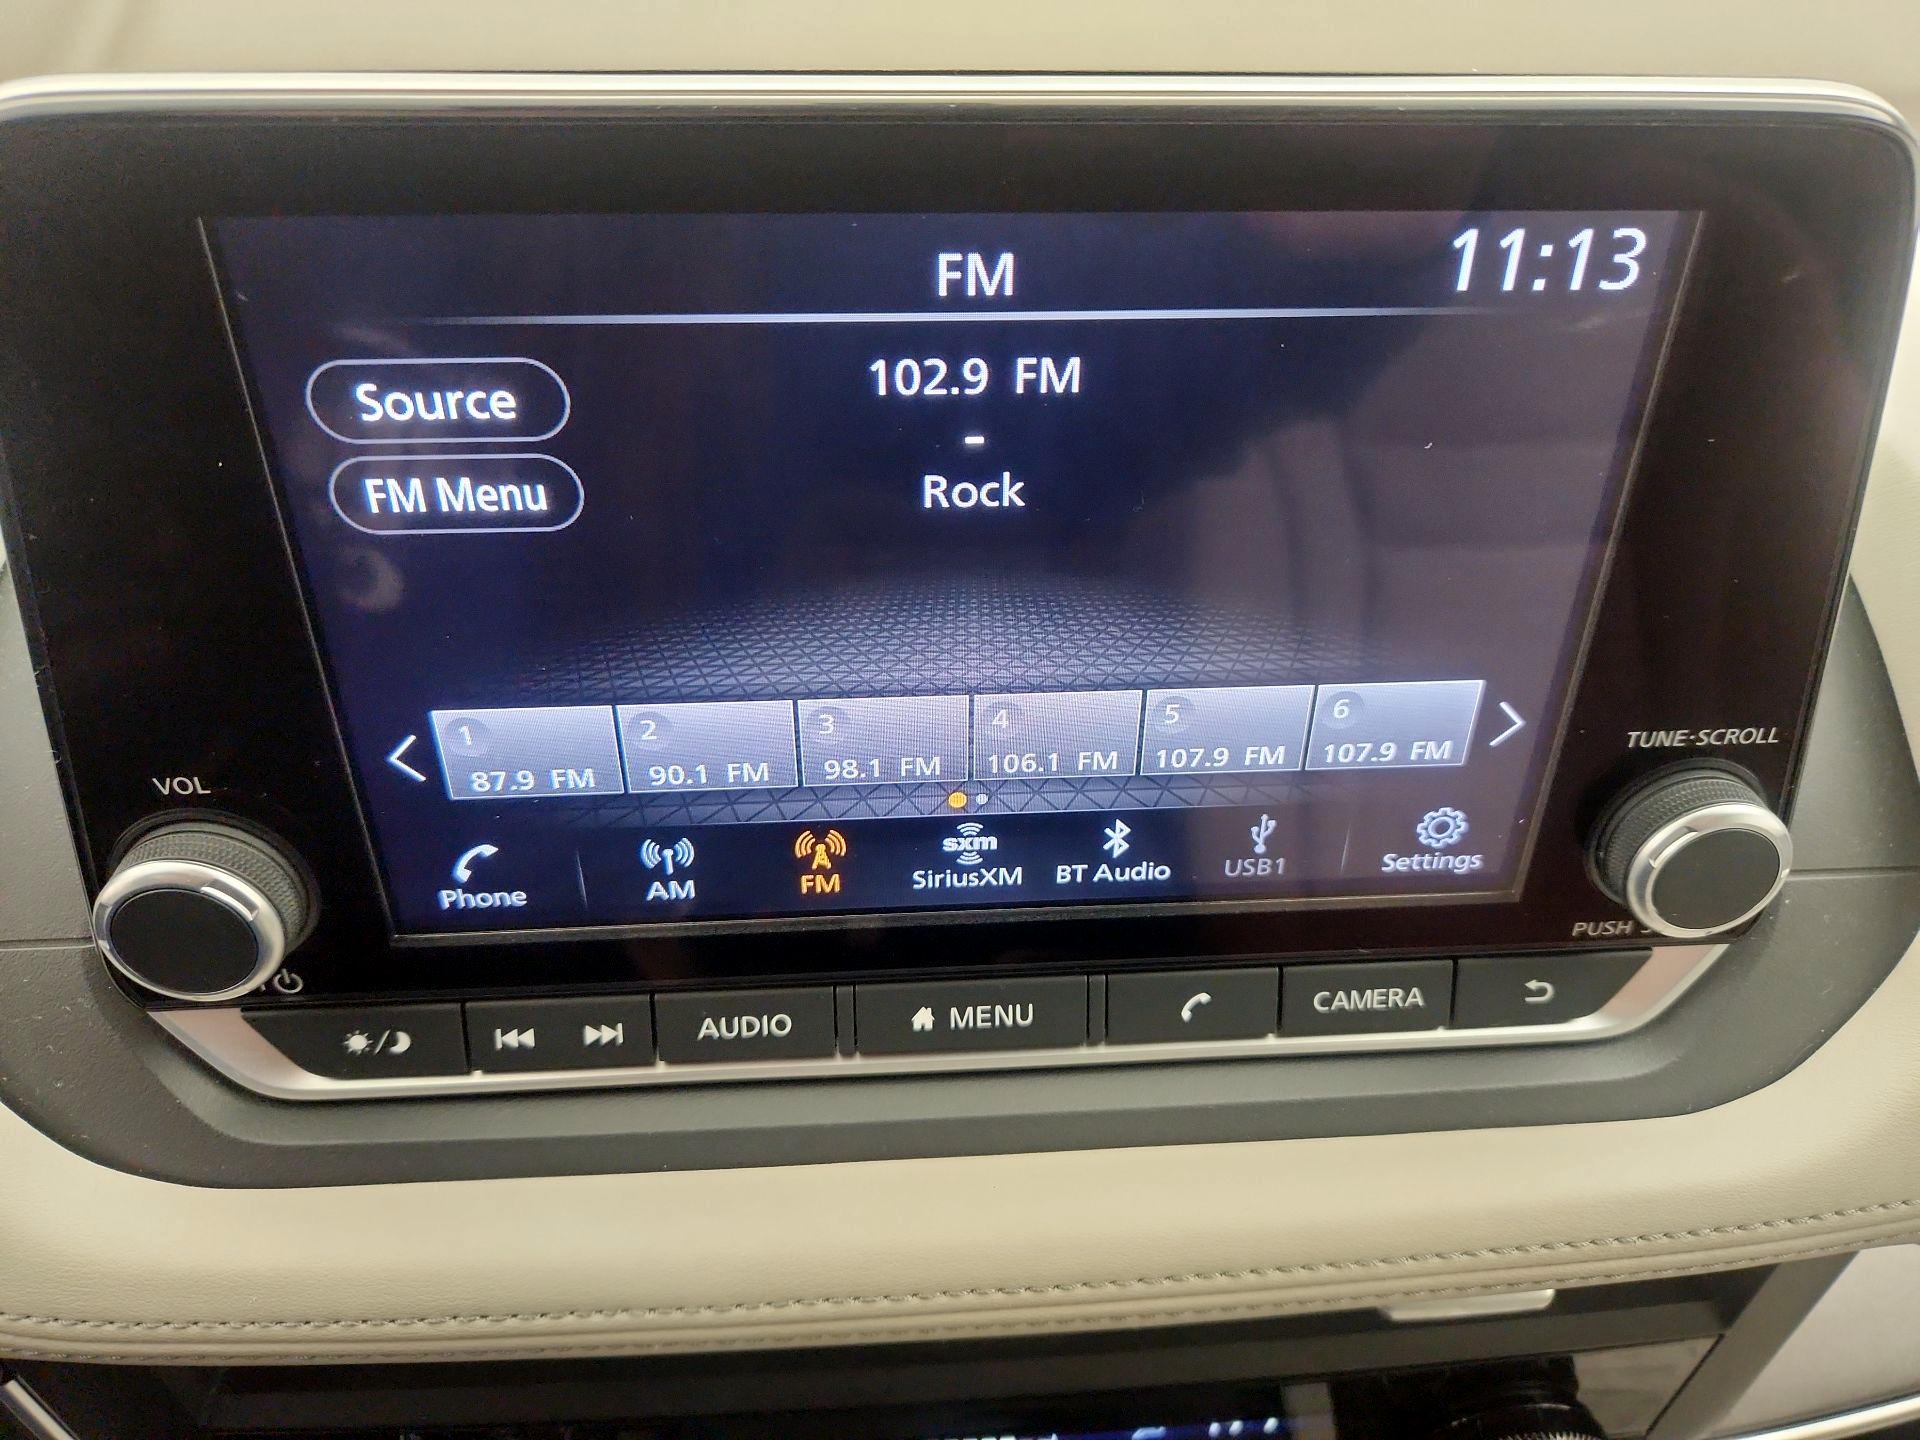 FM
11:13
Source
102.9 FM
-
FM Menu
Rock
1
2
3
4
5
6
87.9 FM
90.1 FM
98.1 FM
106.1 FM
107.9 FM
107.9 FM
TUNE·SCROLL
VOL
Phone
AM
FM
sxm
SiriusXM
BT Audio
USB1
Settings
PUSH
AUDIO
MENU
CAMERA